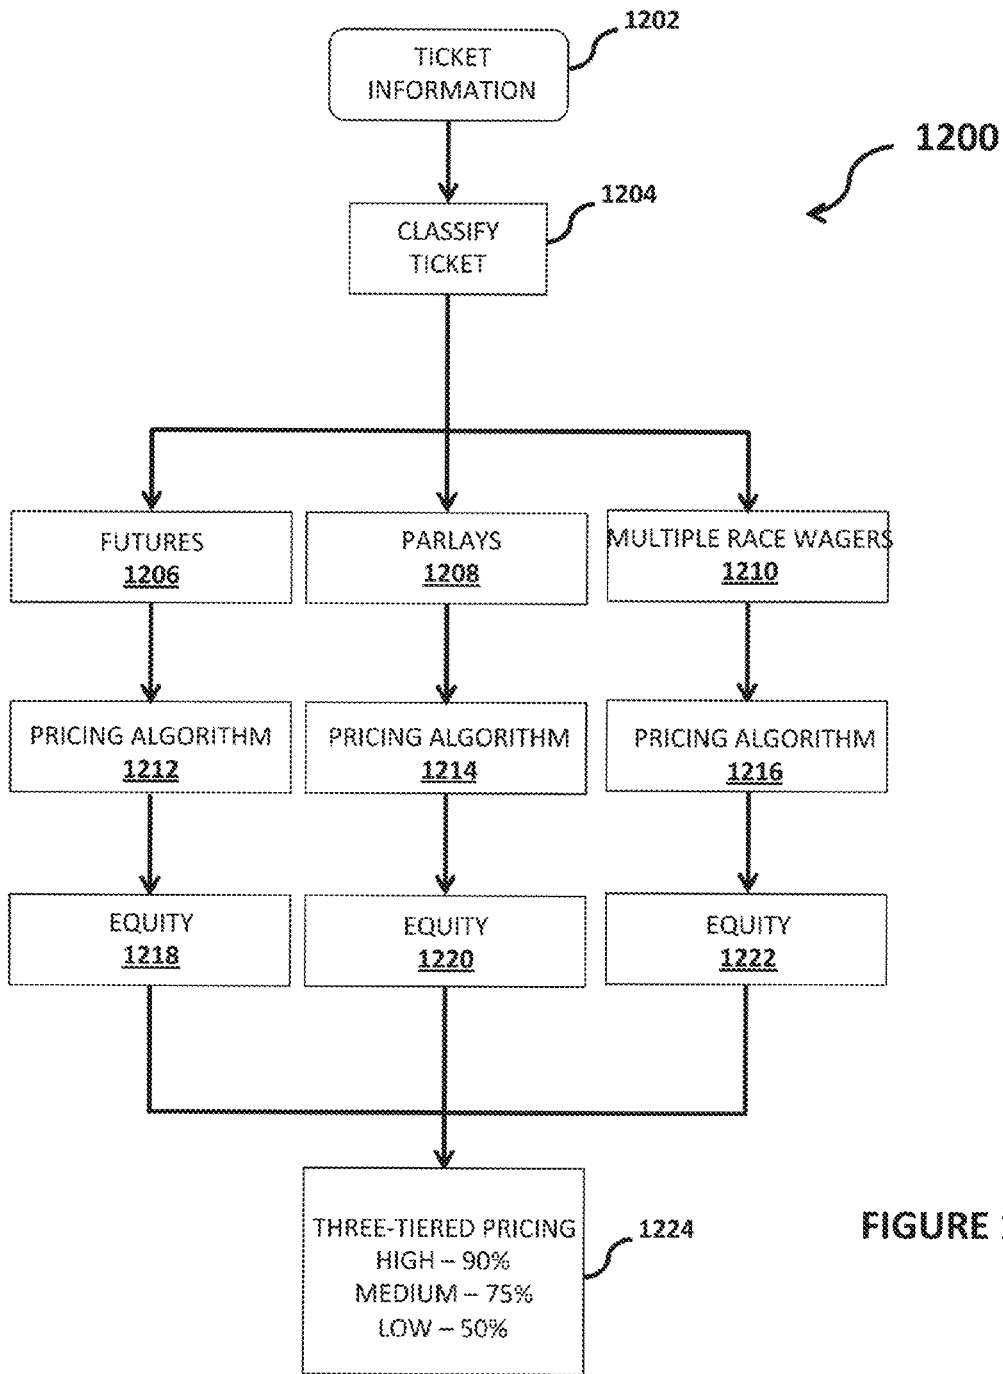 1202
TICKET
INFORMATION
1200
1204
CLASSIFY
TICKET
FUTURES
1206
PARLAYS
1208
MULTIPLE RACE WAGERS
1210
PRICING ALGORITHM
1212
PRICING ALGORITHM
1214
PRICING ALGORITHM
1216
EQUITY
1218
EQUITY
1220
EQUITY
1222
THREE-TIERED PRICING
HIGH – 90%
MEDIUM – 75%
LOW – 50%
1224
FIGURE